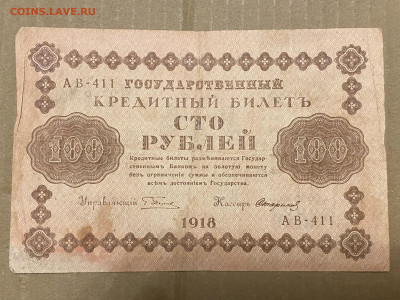 COINS.LAVE.RU
АВ-411 ГОСУДАРСТВЕННЫЙ
КРЕДИТНЫЙ БИЛЕТЪ
СТО
РУБЛЕЙ
100 100
Кредитные билеты размѣниваются Государ-
ственнымъ Банкомъ на золотую монету
безъ ограниченія суммы и обезпечиваются
всѣмъ достояніемъ Государства.
Управляющій Кассиръ
1918 АВ-411